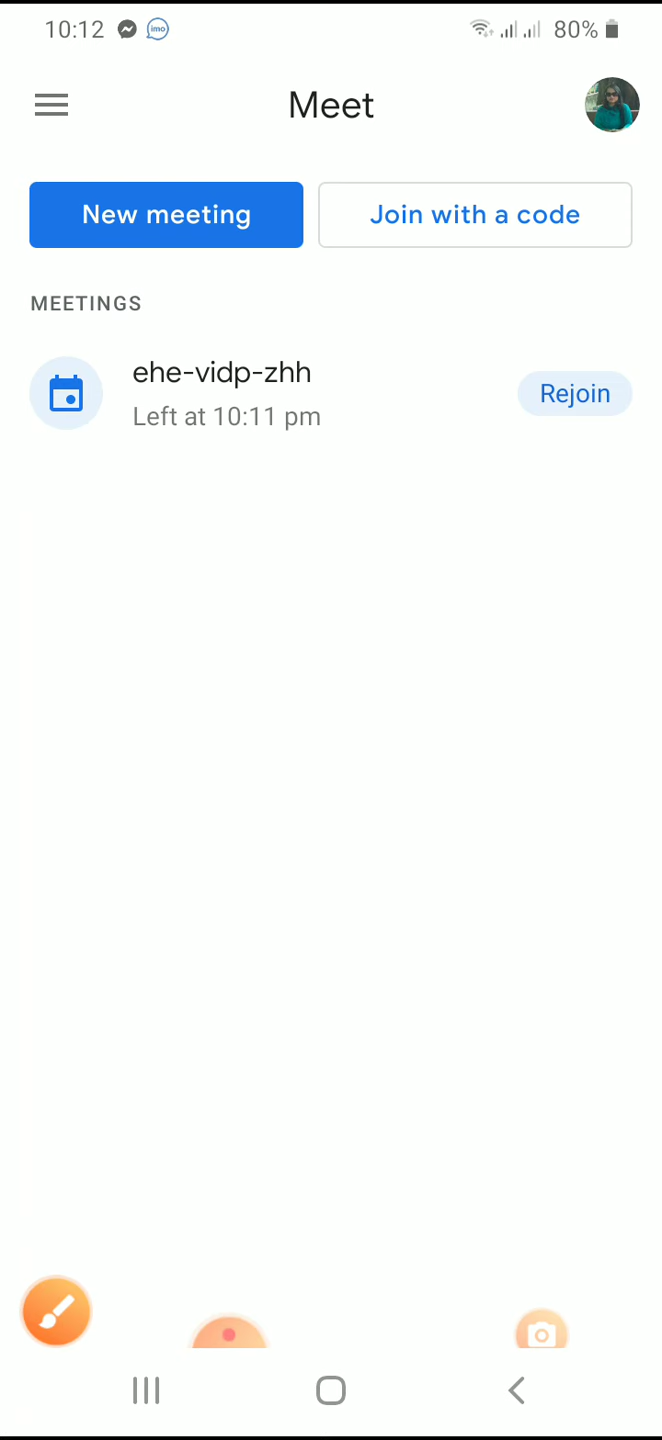 10:12 imo 80%
Meet
New meeting Join with a code
MEETINGS
ehe-vidp-zhh
Left at 10:11 pm
Rejoin